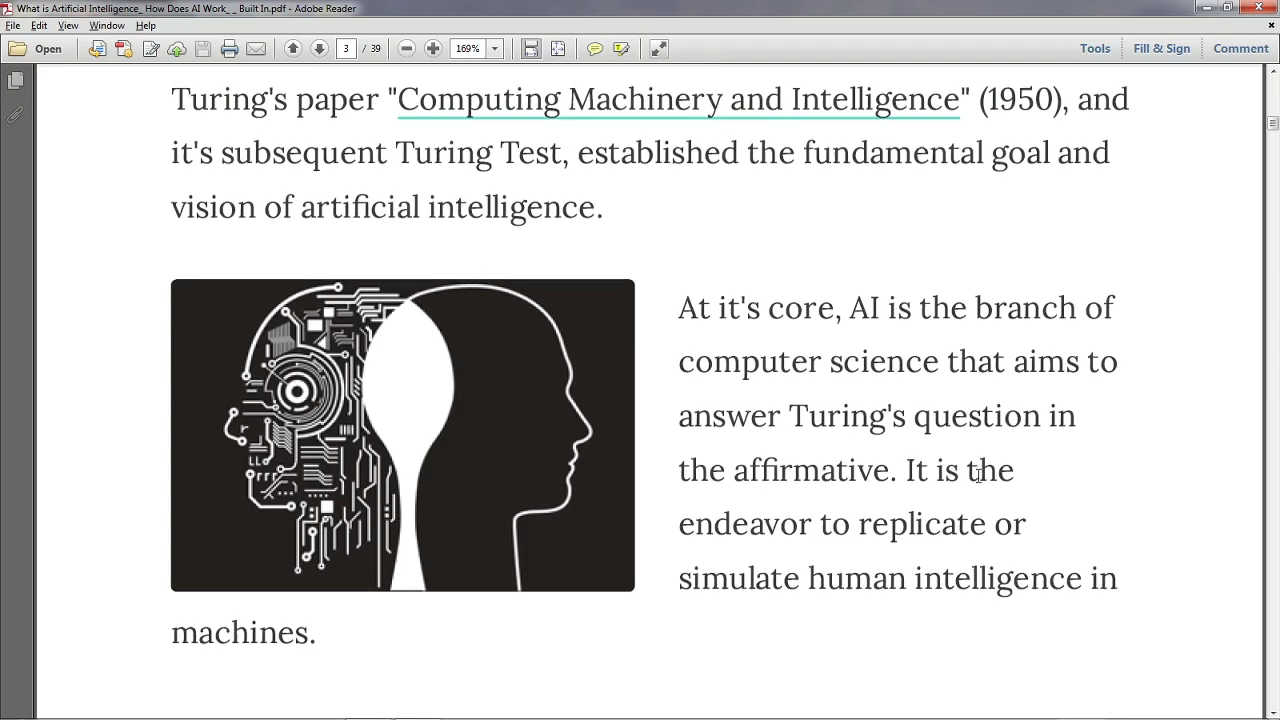 What is Artificial Intelligence_ How Does AI Work_ _ Built In.pdf - Adobe Reader
File Edit View Window Help
Open 3 / 39 169% Tools Fill & Sign Comment
Turing's paper "Computing Machinery and Intelligence" (1950), and
it's subsequent Turing Test, established the fundamental goal and
vision of artificial intelligence.
At it's core, AI is the branch of
computer science that aims to
answer Turing's question in
the affirmative. It is the
endeavor to replicate or
simulate human intelligence in
machines.